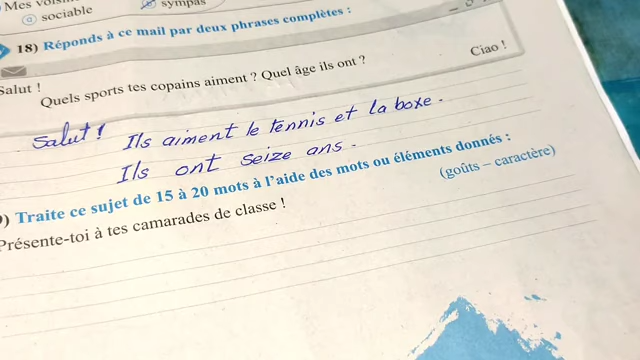 Mes
ⓐ sociable
ⓑ sympas
18) Réponds à ce mail par deux phrases complètes :
Salut !
Quels sports tes copains aiment ? Quel âge ils ont ?
Ciao !
Salut ! Ils aiment le tennis et la boxe.
Ils ont seize ans.
) Traite ce sujet de 15 à 20 mots à l'aide des mots ou éléments donnés :
(goûts – caractère)
Présente-toi à tes camarades de classe !